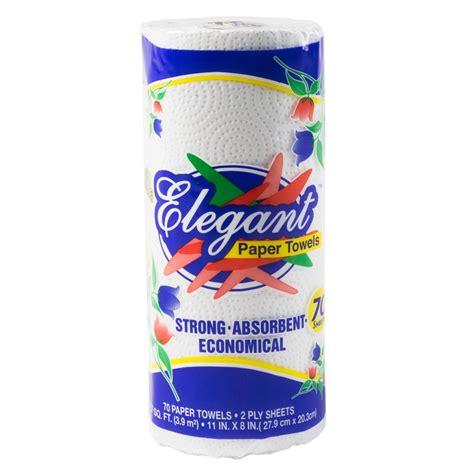 Elegant
Paper Towels
70
STRONG · ABSORBENT ·
ECONOMICAL
70 PAPER TOWELS · 2 PLY SHEETS
SQ. FT. (3.9 m²) · 11 IN. X 8 IN. ( 27.9 cm x 20.3cm)